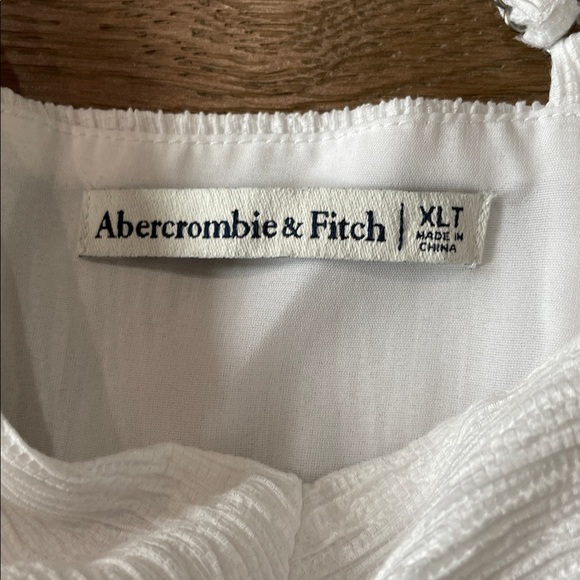 Abercrombie & Fitch | XLT
MADE IN
CHINA